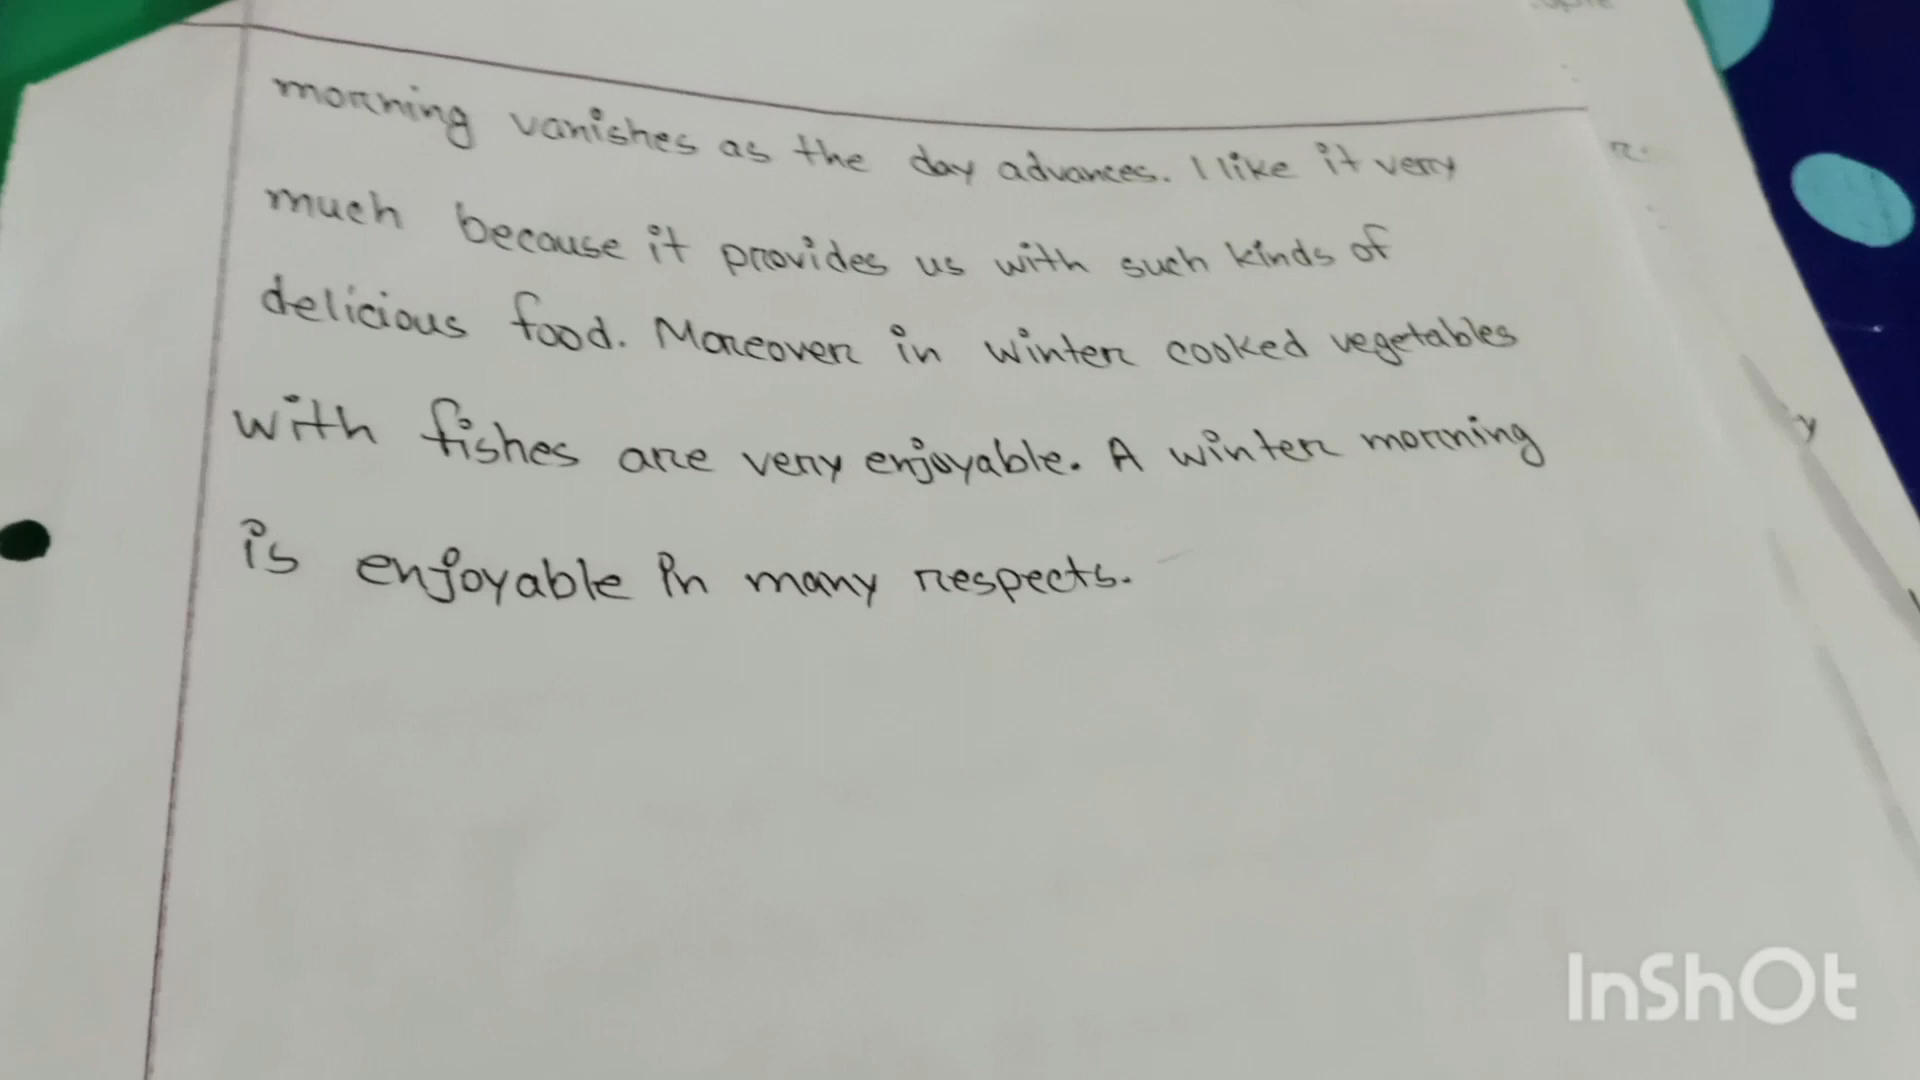 morning vanishes as the day advances. I like it very
much because it provides us with such kinds of
delicious food. Moreover in winter cooked vegetables
with fishes are very enjoyable. A winter morning
is enjoyable in many respects.
InShOt